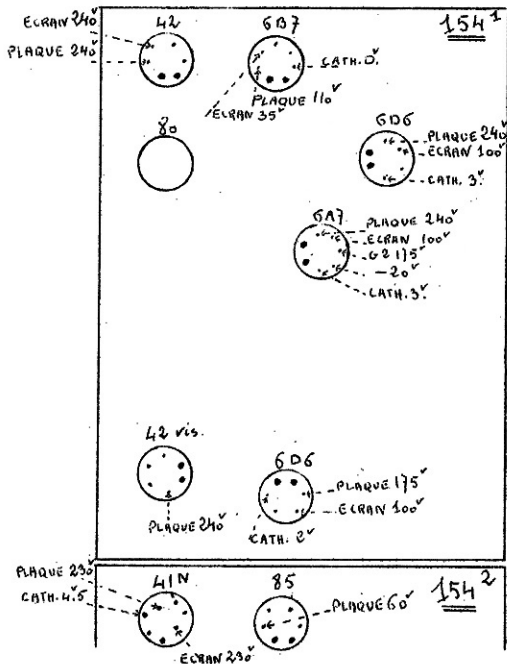 42
6B7
154¹
ECRAN 240ᵛ
PLAQUE 240ᵛ
CATH. 0ᵛ.
PLAQUE 110ᵛ
ECRAN 35ᵛ
80
6D6
PLAQUE 240ᵛ
ECRAN 100ᵛ
CATH. 3ᵛ.
6A7
PLAQUE 240ᵛ
ECRAN 100ᵛ
G2 175ᵛ
-20ᵛ
CATH. 3ᵛ.
42 vis.
6D6
PLAQUE 175ᵛ
ECRAN 100ᵛ
PLAQUE 240ᵛ
CATH. 2ᵛ
PLAQUE 230ᵛ
41N
85
154²
CATH. 4ᵛ.5
PLAQUE 60ᵛ
ECRAN 230ᵛ